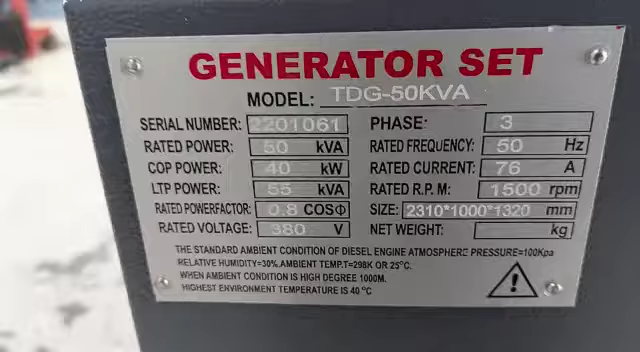 GENERATOR SET
MODEL: TDG-50KVA
SERIAL NUMBER: 2201061 PHASE: 3
RATED POWER: 50 kVA RATED FREQUENCY: 50 Hz
COP POWER: 40 kW RATED CURRENT: 76 A
LTP POWER: 55 kVA RATED R.P.M: 1500 rpm
RATED POWERFACTOR: 0.8 COSΦ SIZE: 2310*1000*1320 mm
RATED VOLTAGE: 380 V NET WEIGHT: kg
THE STANDARD AMBIENT CONDITION OF DIESEL ENGINE ATMOSPHERE PRESSURE=100Kpa
RELATIVE HUMIDITY=30%, AMBIENT TEMP.T=298K OR 25°C.
WHEN AMBIENT CONDITION IS HIGH DEGREE 1000M.
HIGHEST ENVIRONMENT TEMPERATURE IS 40 °C